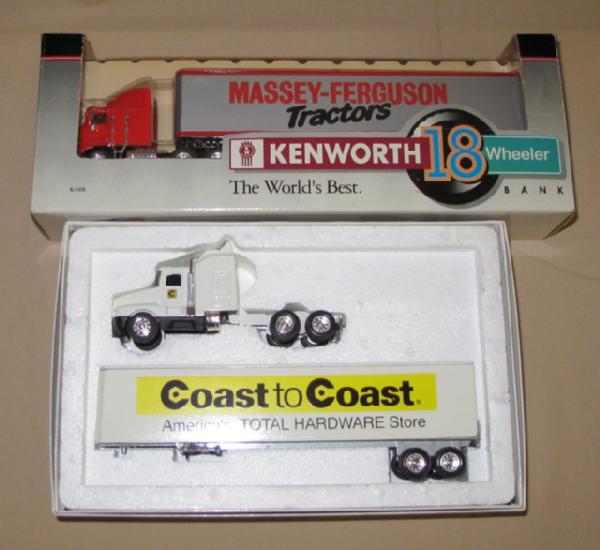 MASSEY-FERGUSON
Tractors
KENWORTH 18 Wheeler
The World's Best.
BANK
Coast to Coast®
America's TOTAL HARDWARE Store
C